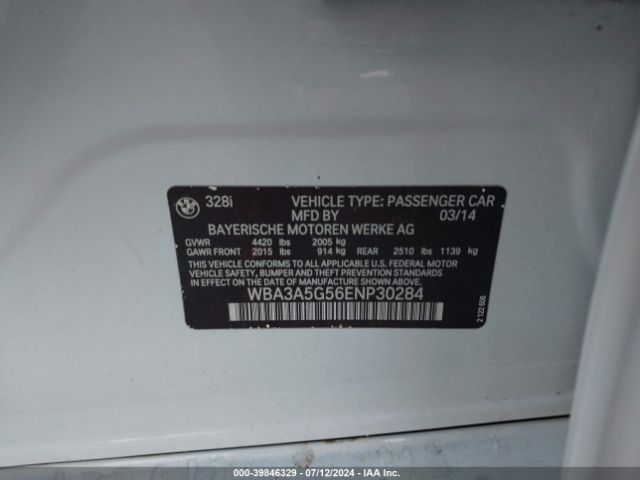 328i VEHICLE TYPE: PASSENGER CAR
MFD BY 03/14
BAYERISCHE MOTOREN WERKE AG
GVWR 4420 lbs 2005 kg
GAWR FRONT 2015 lbs 914 kg REAR 2510 lbs 1139 kg
THIS VEHICLE CONFORMS TO ALL APPLICABLE U.S. FEDERAL MOTOR
VEHICLE SAFETY, BUMPER AND THEFT PREVENTION STANDARDS IN
EFFECT ON THE DATE OF MANUFACTURE SHOWN ABOVE.
WBA3A5G56ENP30284
2 122 606
000-39846329 - 07/12/2024 - IAA Inc.